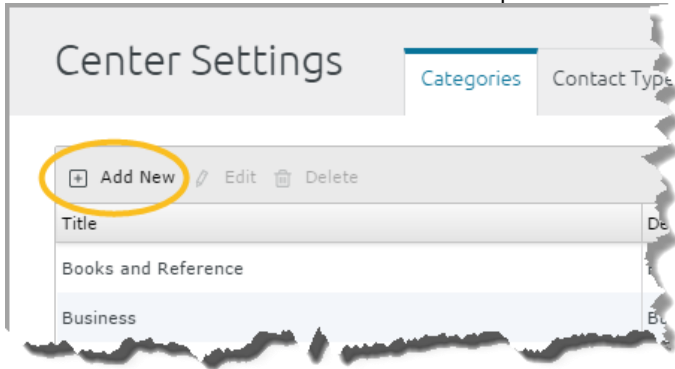 Center Settings
Categories Contact Type
Add New Edit Delete
Title
Books and Reference
Business